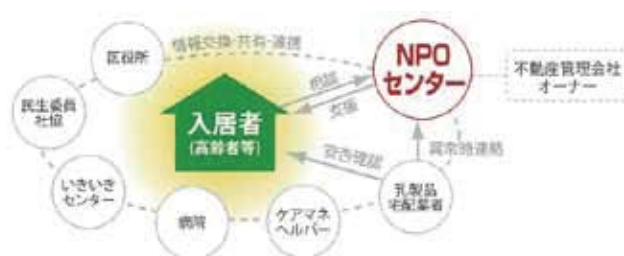 区役所
情報交換・共有・連携
NPO
センター
不動産管理会社
オーナー
民生委員
社協
相談
支援
入居者
(高齢者等)
安否確認
異常時連絡
いきいき
センター
病院
ケアマネ
ヘルパー
乳製品
宅配業者